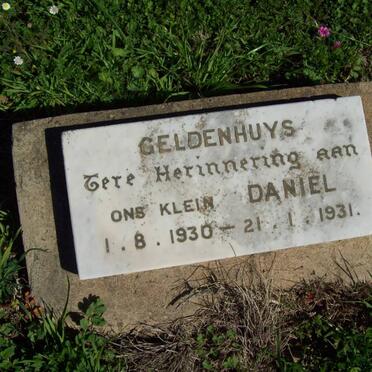 GELDENHUYS
Tere Herinnering aan
ONS KLEIN DANIEL
1.8.1930 - 21.1.1931.